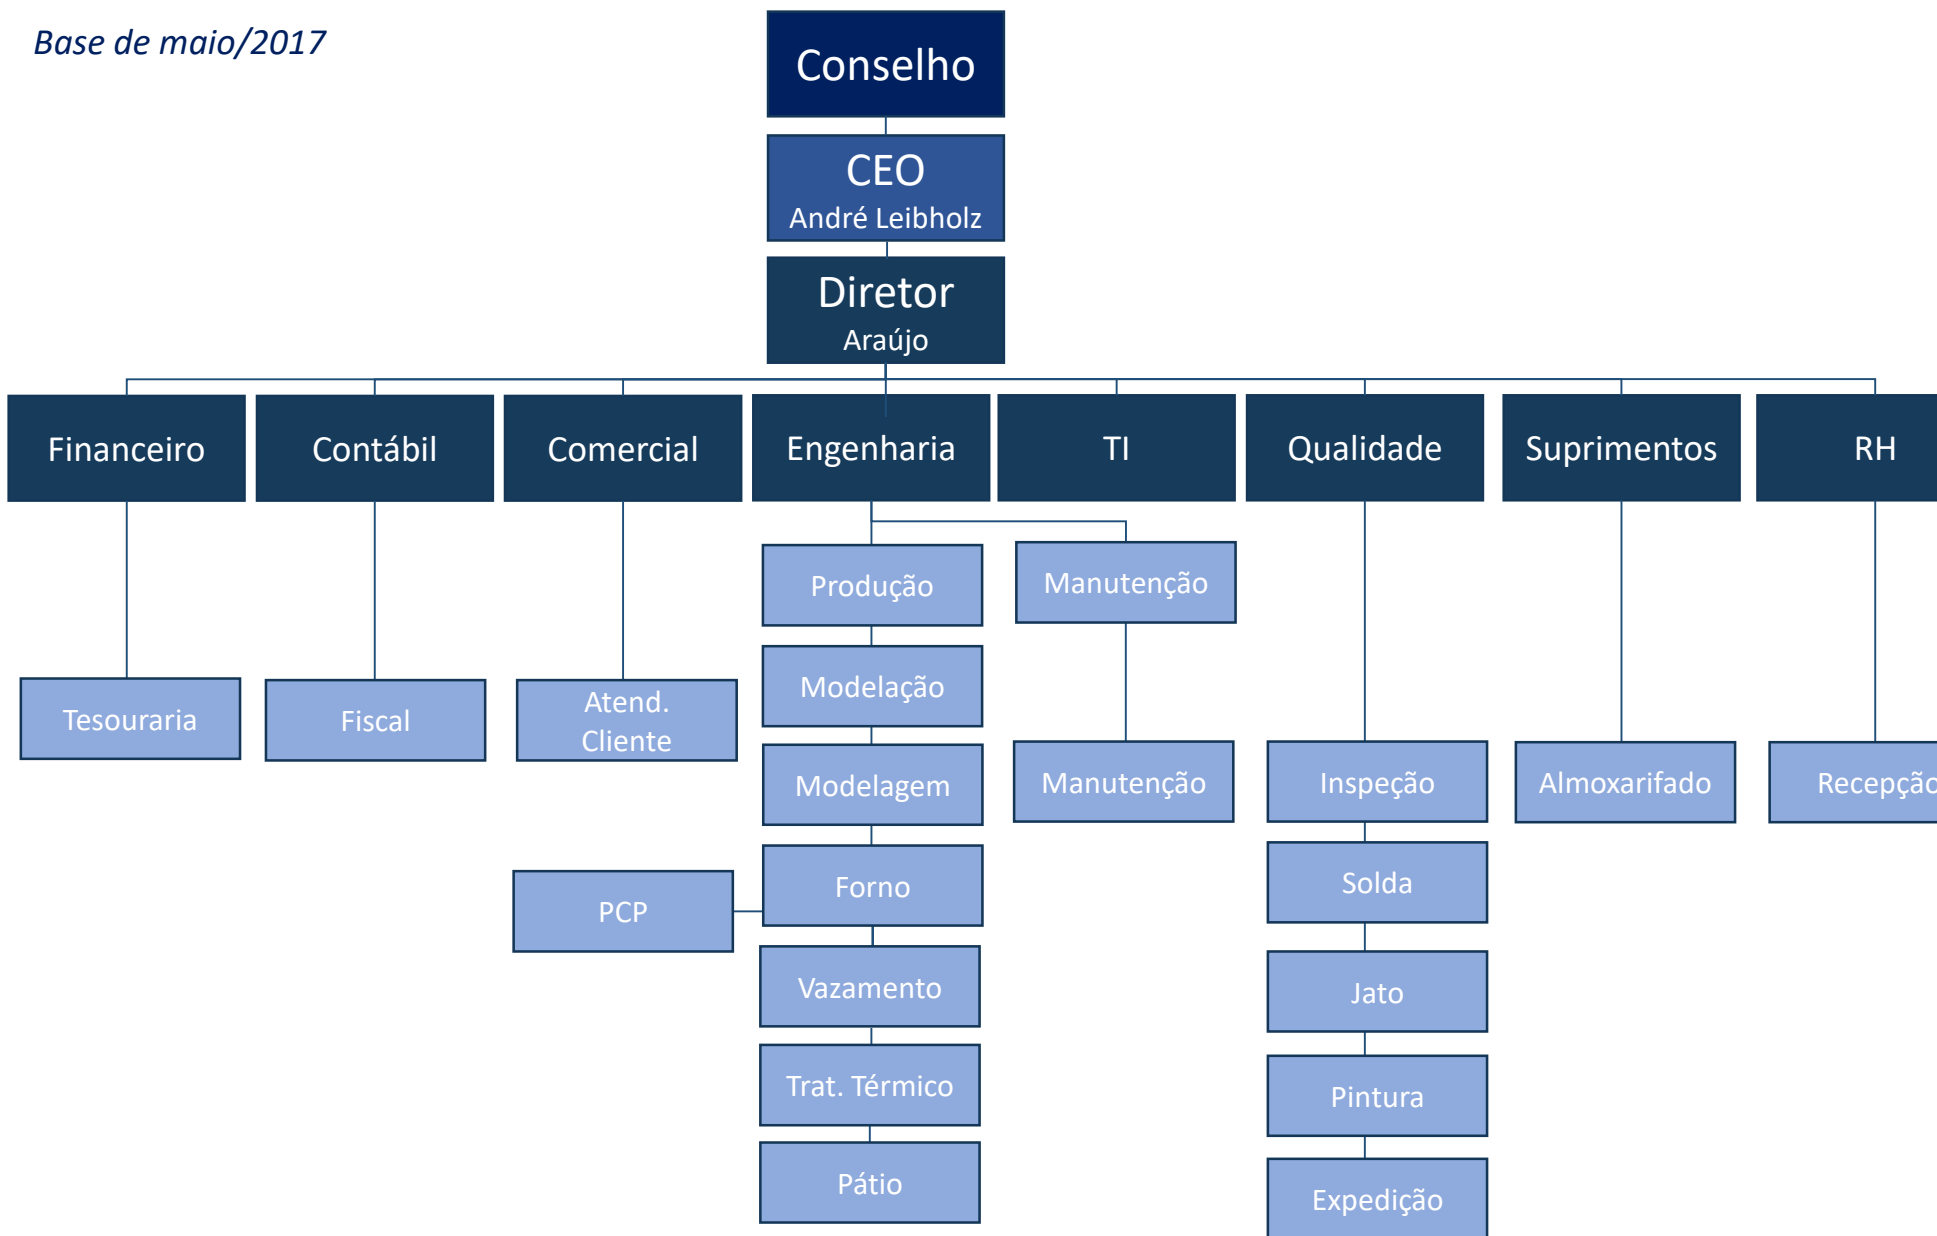 Base de maio/2017
Conselho
CEO
André Leibholz
Diretor
Araújo
Financeiro
Contábil
Comercial
Engenharia
TI
Qualidade
Suprimentos
RH
Produção
Manutenção
Modelação
Tesouraria
Fiscal
Atend.
Cliente
Modelagem
Manutenção
Inspeção
Almoxarifado
Recepção
Forno
PCP
Solda
Vazamento
Jato
Trat. Térmico
Pintura
Pátio
Expedição